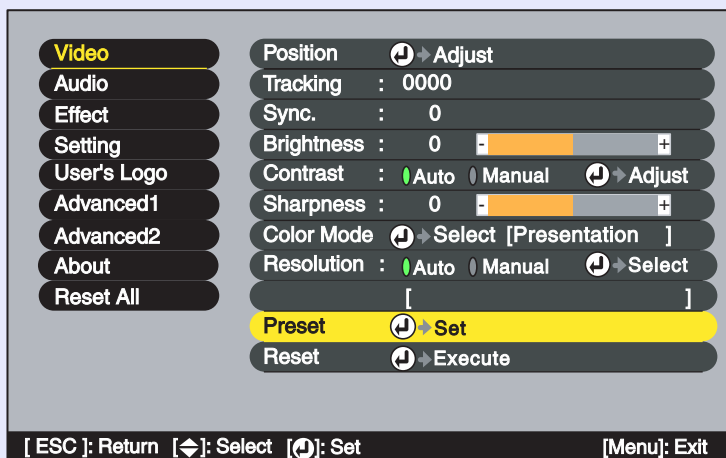 Video
Audio
Effect
Setting
User's Logo
Advanced1
Advanced2
About
Reset All
Position Adjust
Tracking : 0000
Sync. : 0
Brightness : 0 - +
Contrast : Auto Manual Adjust
Sharpness : 0 - +
Color Mode Select [Presentation ]
Resolution : Auto Manual Select
[ ]
Preset Set
Reset Execute
[ ESC ]: Return [ ]: Select [ ]: Set [Menu]: Exit